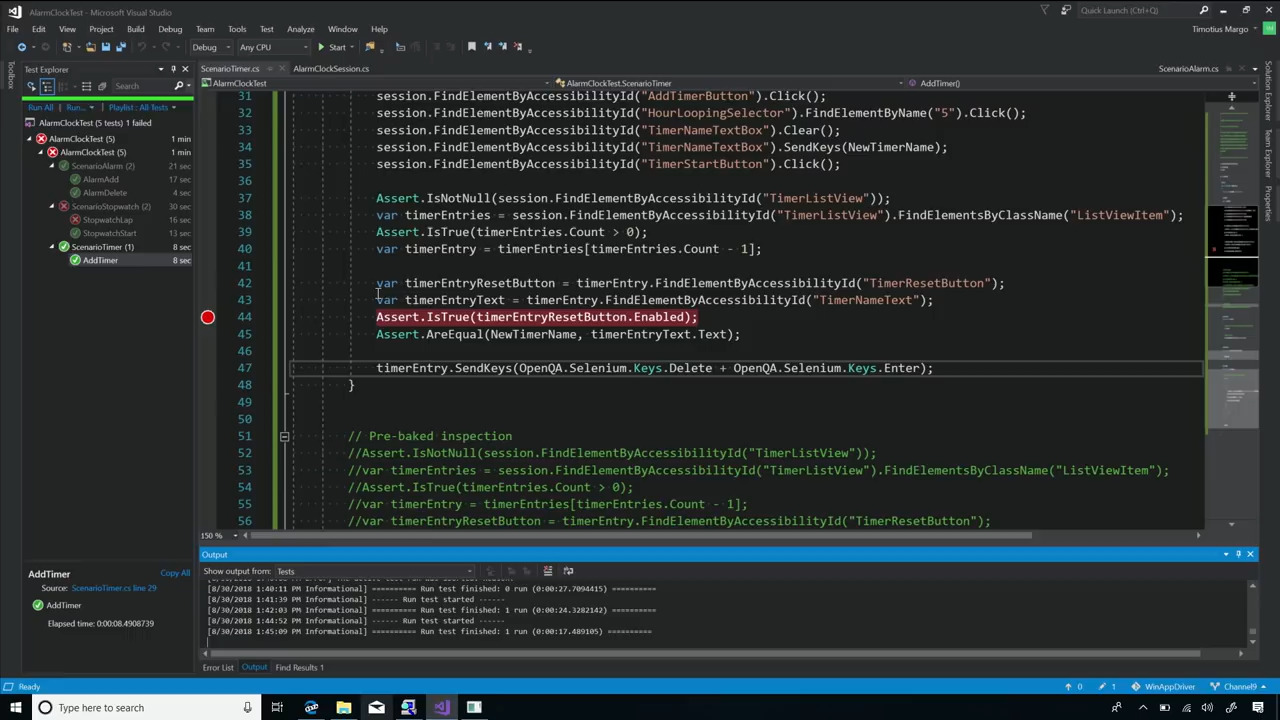 AlarmClockTest - Microsoft Visual Studio
Quick Launch (Ctrl+Q)
File Edit View Project Build Debug Team Tools Test Analyze Window Help
Timotius Margo
Debug Any CPU Start
Toolbox
Test Explorer
Search
Run All Run... Playlist : All Tests
AlarmClockTest (5 tests) 1 failed
AlarmClockTest (5) 1 min
AlarmClockTest (5) 1 min
ScenarioAlarm (2) 21 sec
AlarmAdd 17 sec
AlarmDelete 4 sec
ScenarioStopwatch (2) 30 sec
StopwatchLap 16 sec
StopwatchStart 13 sec
ScenarioTimer (1) 8 sec
AddTimer 8 sec
AddTimer Copy All
Source: ScenarioTimer.cs line 29
AddTimer
Elapsed time: 0:00:08.4908739
ScenarioTimer.cs AlarmClockSession.cs ScenarioAlarm.cs
AlarmClockTest AlarmClockTest.ScenarioTimer AddTimer()
31 session.FindElementByAccessibilityId("AddTimerButton").Click();
32 session.FindElementByAccessibilityId("HourLoopingSelector").FindElementByName("5").Click();
33 session.FindElementByAccessibilityId("TimerNameTextBox").Clear();
34 session.FindElementByAccessibilityId("TimerNameTextBox").SendKeys(NewTimerName);
35 session.FindElementByAccessibilityId("TimerStartButton").Click();
36
37 Assert.IsNotNull(session.FindElementByAccessibilityId("TimerListView"));
38 var timerEntries = session.FindElementByAccessibilityId("TimerListView").FindElementsByClassName("ListViewItem");
39 Assert.IsTrue(timerEntries.Count > 0);
40 var timerEntry = timerEntries[timerEntries.Count - 1];
41
42 var timerEntryResetButton = timerEntry.FindElementByAccessibilityId("TimerResetButton");
43 var timerEntryText = timerEntry.FindElementByAccessibilityId("TimerNameText");
44 Assert.IsTrue(timerEntryResetButton.Enabled);
45 Assert.AreEqual(NewTimerName, timerEntryText.Text);
46
47 timerEntry.SendKeys(OpenQA.Selenium.Keys.Delete + OpenQA.Selenium.Keys.Enter);
48 }
49
50
51 // Pre-baked inspection
52 //Assert.IsNotNull(session.FindElementByAccessibilityId("TimerListView"));
53 //var timerEntries = session.FindElementByAccessibilityId("TimerListView").FindElementsByClassName("ListViewItem");
54 //Assert.IsTrue(timerEntries.Count > 0);
55 //var timerEntry = timerEntries[timerEntries.Count - 1];
56 //var timerEntryResetButton = timerEntry.FindElementByAccessibilityId("TimerResetButton");
150 %
Solution Explorer
Team Explorer
Properties
Output
Show output from: Tests
[8/30/2018 1:40:11 PM Informational] ========== Run test finished: 0 run (0:00:27.7094415) ==========
[8/30/2018 1:41:39 PM Informational] ------ Run test started ------
[8/30/2018 1:42:03 PM Informational] ========== Run test finished: 1 run (0:00:24.3282142) ==========
[8/30/2018 1:44:52 PM Informational] ------ Run test started ------
[8/30/2018 1:45:09 PM Informational] ========== Run test finished: 1 run (0:00:17.489105) ==========
Error List Output Find Results 1
Ready 0 1 WinAppDriver Channel9
Type here to search